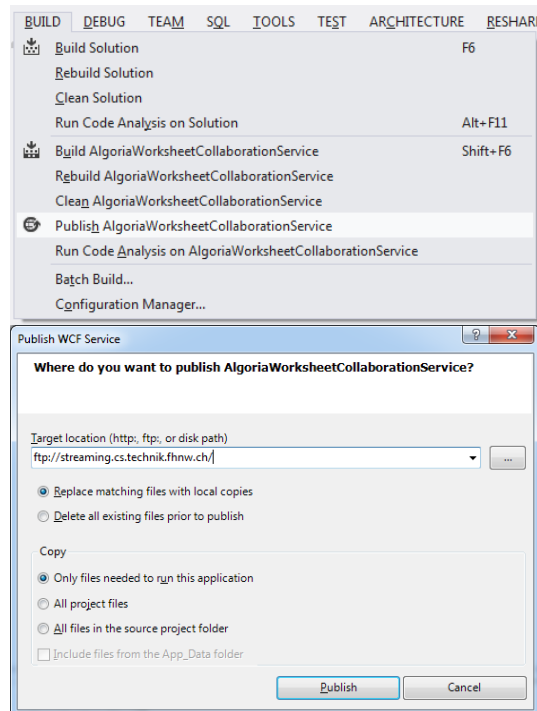 BUILD DEBUG TEAM SQL TOOLS TEST ARCHITECTURE RESHAR
Build Solution F6
Rebuild Solution
Clean Solution
Run Code Analysis on Solution Alt+F11
Build AlgoriaWorksheetCollaborationService Shift+F6
Rebuild AlgoriaWorksheetCollaborationService
Clean AlgoriaWorksheetCollaborationService
Publish AlgoriaWorksheetCollaborationService
Run Code Analysis on AlgoriaWorksheetCollaborationService
Batch Build...
Configuration Manager...
Publish WCF Service
Where do you want to publish AlgoriaWorksheetCollaborationService?
Target location (http:, ftp:, or disk path)
ftp://streaming.cs.technik.fhnw.ch/
...
Replace matching files with local copies
Delete all existing files prior to publish
Copy
Only files needed to run this application
All project files
All files in the source project folder
Include files from the App_Data folder
Publish Cancel